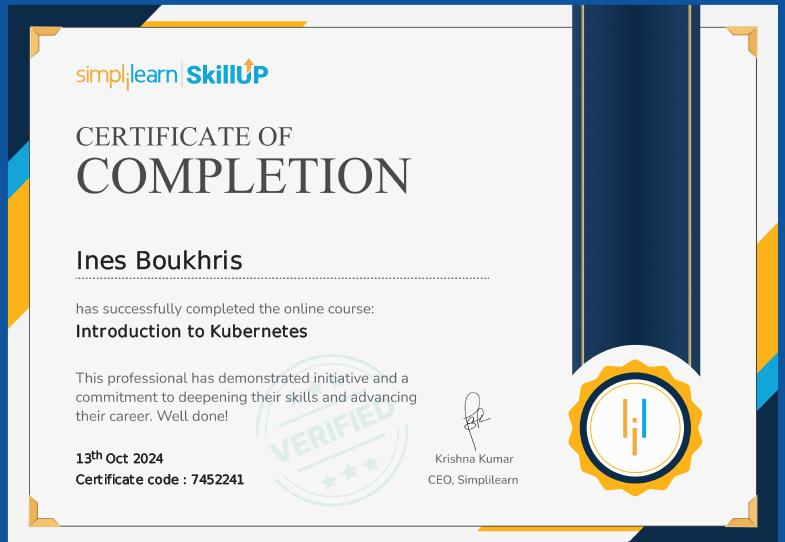 simplilearn | SkillUP
CERTIFICATE OF
COMPLETION
Ines Boukhris
has successfully completed the online course:
Introduction to Kubernetes
This professional has demonstrated initiative and a
commitment to deepening their skills and advancing
their career. Well done!
VERIFIED
13th Oct 2024
Certificate code : 7452241
Krishna Kumar
CEO, Simplilearn